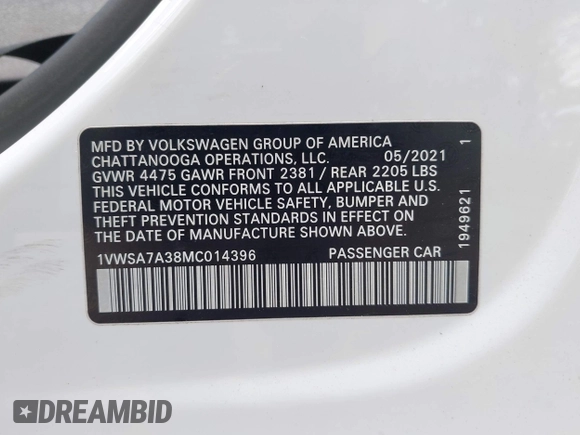 MFD BY VOLKSWAGEN GROUP OF AMERICA
CHATTANOOGA OPERATIONS, LLC. 05/2021
GVWR 4475 GAWR FRONT 2381 / REAR 2205 LBS
THIS VEHICLE CONFORMS TO ALL APPLICABLE U.S.
FEDERAL MOTOR VEHICLE SAFETY, BUMPER AND
THEFT PREVENTION STANDARDS IN EFFECT ON
THE DATE OF MANUFACTURE SHOWN ABOVE.
1VWSA7A38MC014396 PASSENGER CAR
1949621 1
DREAMBID